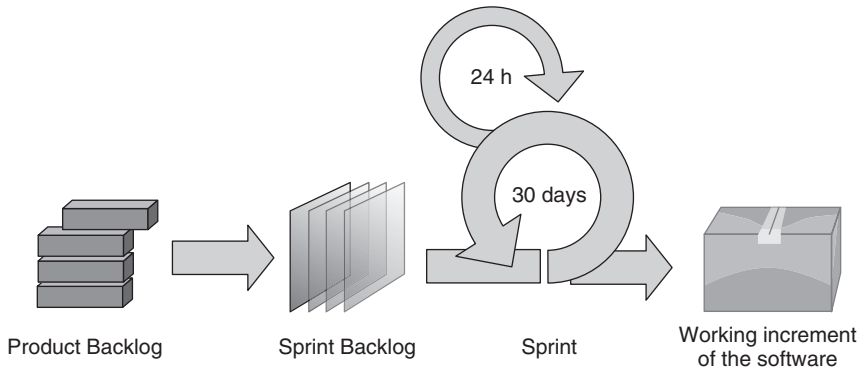 24 h
30 days
Product Backlog
Sprint Backlog
Sprint
Working increment
of the software